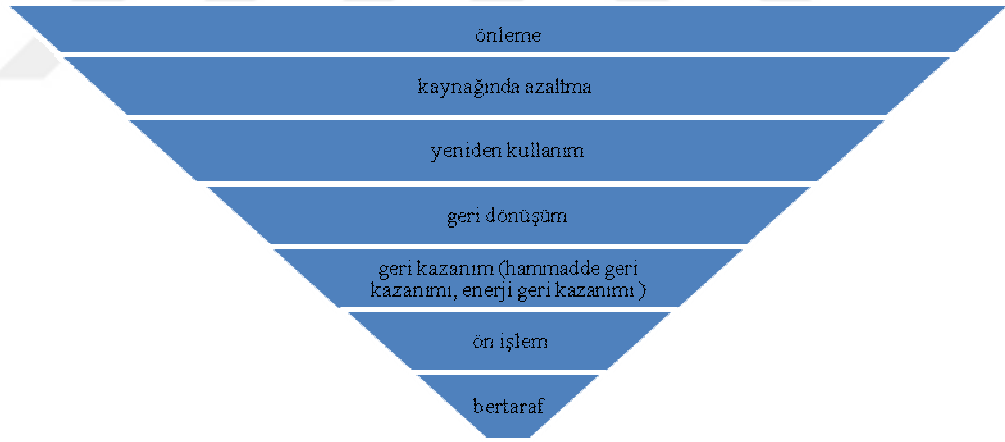 önleme
kaynağında azaltma
yeniden kullanım
geri dönüşüm
geri kazanım (hammadde geri
kazanımı, enerji geri kazanımı )
ön işlem
bertaraf